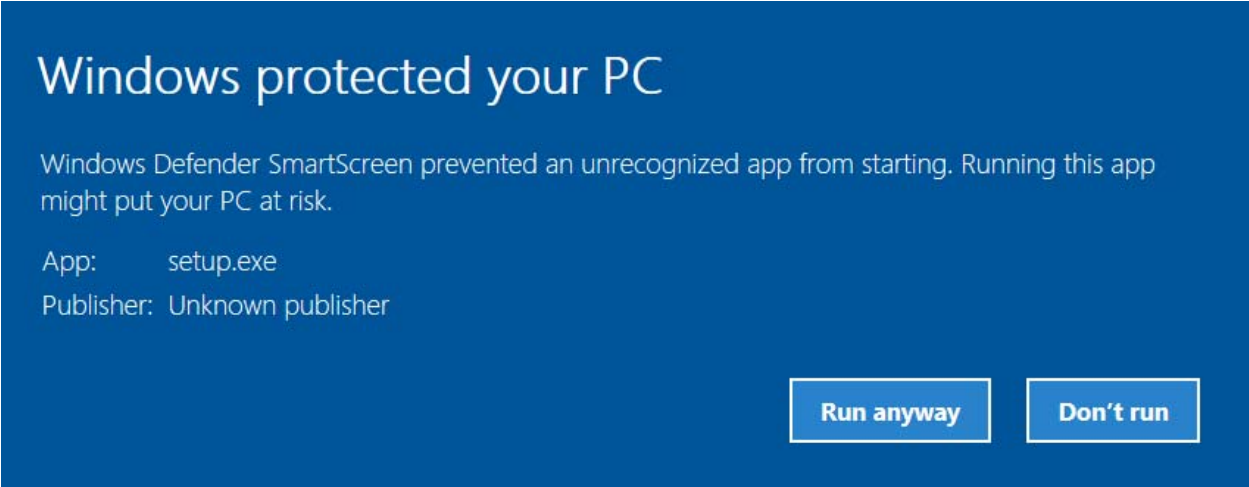 Windows protected your PC
Windows Defender SmartScreen prevented an unrecognized app from starting. Running this app
might put your PC at risk.
App: setup.exe
Publisher: Unknown publisher
Run anyway Don’t run